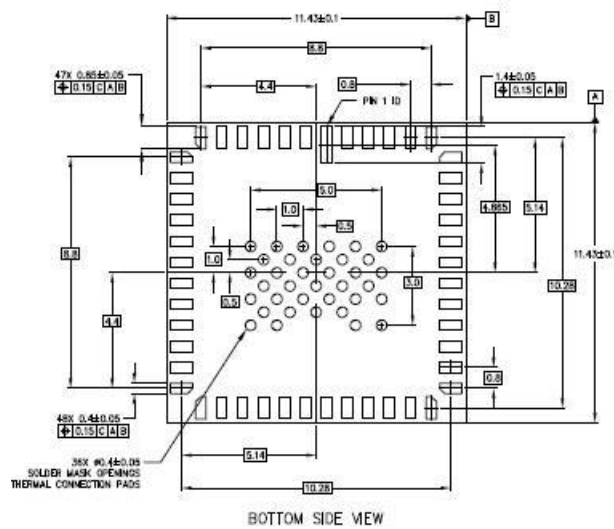 11.43±0.1
B
8.8
47X 0.65±0.05
⌖ 0.15 C A B
4.4
0.8
1.4±0.05
⌖ 0.15 C A B
PIN 1 ID
A
5.0
1.0
0.5
4.665
5.14
8.8
1.0
3.0
11.43±0.1
10.28
0.5
4.4
0.8
48X 0.4±0.05
⌖ 0.15 C A B
36X ø0.4±0.05
SOLDER MASK OPENINGS
THERMAL CONNECTION PADS
5.14
10.28
BOTTOM SIDE VIEW